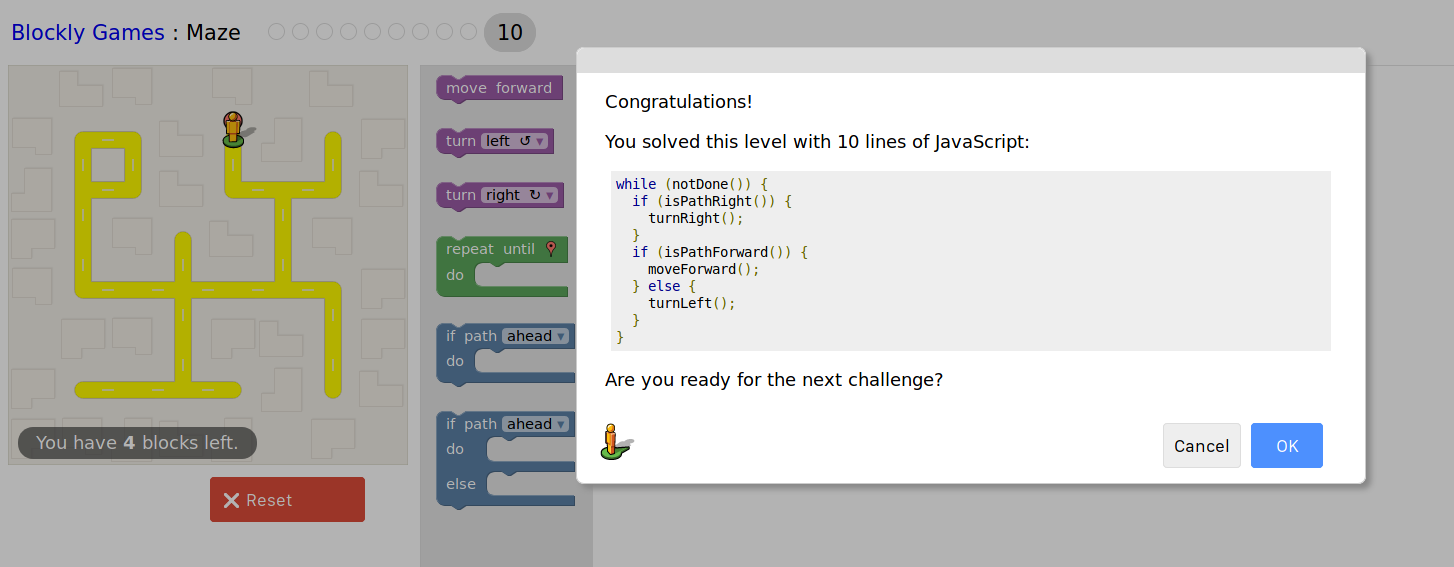 Blockly Games : Maze 10
move forward
turn left ↺ ▾
turn right ↻ ▾
repeat until
do
if path ahead ▾
do
if path ahead ▾
do
else
You have 4 blocks left.
Reset
Congratulations!
You solved this level with 10 lines of JavaScript:
while (notDone()) {
  if (isPathRight()) {
    turnRight();
  }
  if (isPathForward()) {
    moveForward();
  } else {
    turnLeft();
  }
}
Are you ready for the next challenge?
Cancel
OK